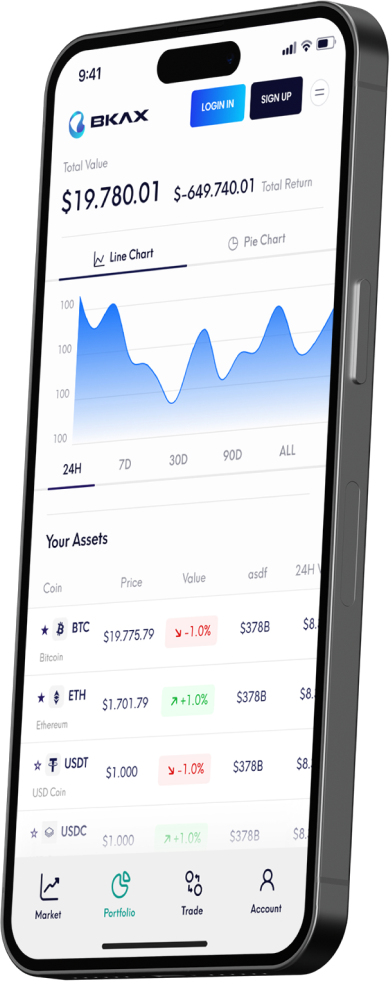 9:41
BKAX
LOGIN IN
SIGN UP
Total Value
$19.780.01 $-649.740.01 Total Return
Line Chart
Pie Chart
100
100
100
100
24H 7D 30D 90D ALL
Your Assets
Coin Price Value asdf 24H
BTC $19.775.79 -1.0% $378B $8.
Bitcoin
ETH $1.701.79 +1.0% $378B $8.
Ethereum
USDT $1.000 -1.0% $378B $8.
USD Coin
USDC $1.000 +1.0% $378B $8.
Market Portfolio Trade Account